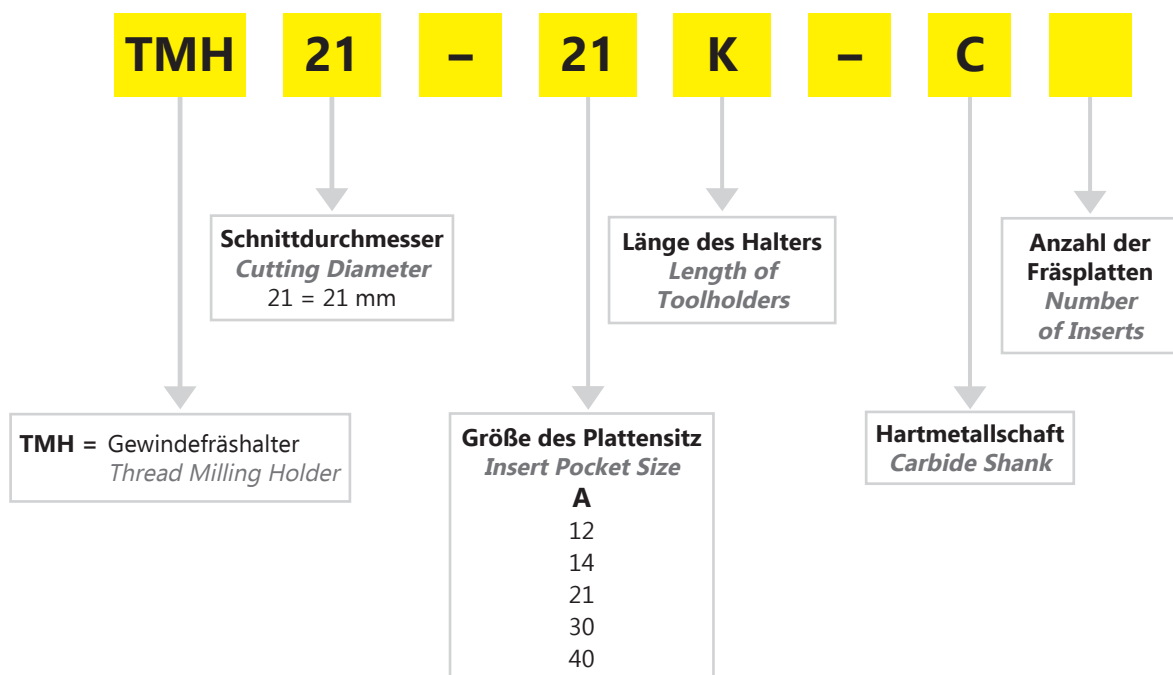 TMH 21 – 21 K – C
Schnittdurchmesser
Cutting Diameter
21 = 21 mm
Länge des Halters
Length of
Toolholders
Anzahl der
Fräsplatten
Number
of Inserts
TMH = Gewindefräshalter
Thread Milling Holder
Größe des Plattensitz
Insert Pocket Size
A
12
14
21
30
40
Hartmetallschaft
Carbide Shank